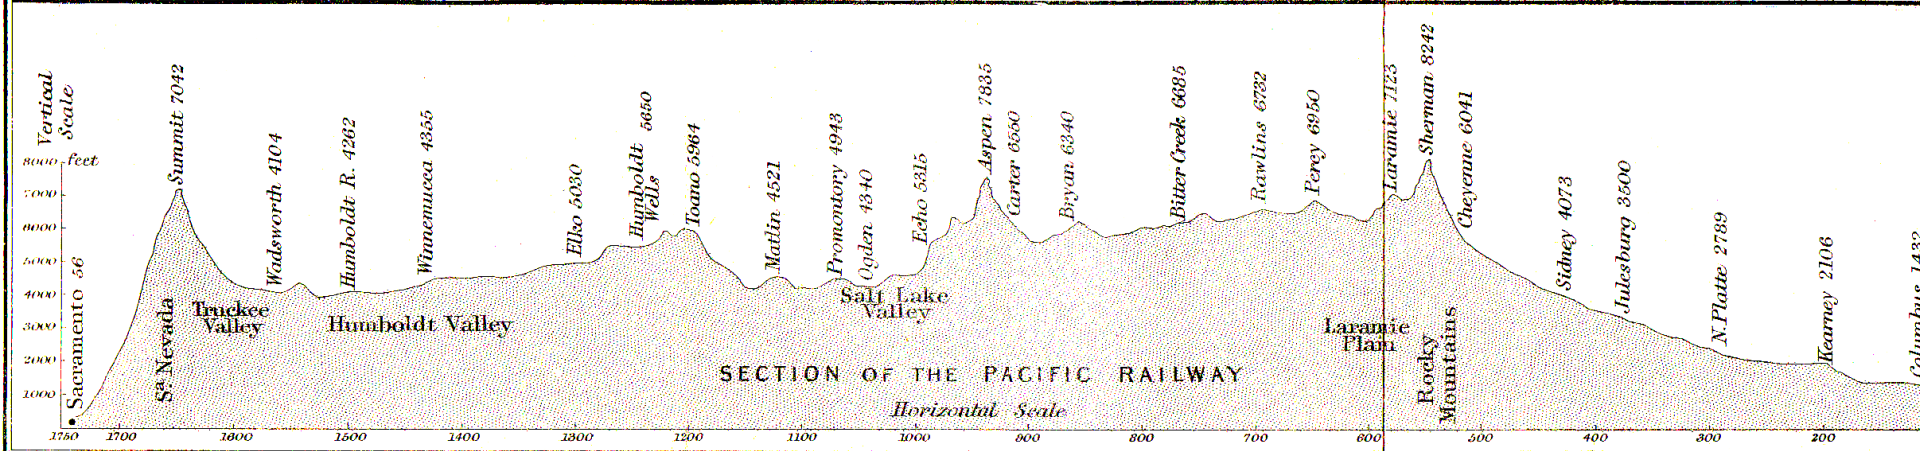 Vertical
Scale
8000 feet
7000
6000
5000
4000
3000
2000
1000
Sacramento 56
Summit 7042
Wadsworth 4104
Humboldt R. 4262
Winnemucca 4355
Elko 5030
Humboldt Wells 5650
Toano 5964
Matlin 4521
Promontory 4943
Ogden 4340
Echo 5315
Aspen 7835
Carter 6550
Bryan 6340
Bitter Creek 6685
Rawlins 6732
Percy 6950
Laramie 7123
Sherman 8242
Cheyenne 6041
Sidney 4073
Julesburg 3500
N. Platte 2789
Kearney 2106
Columbus 1432
Sa. Nevada
Truckee
Valley
Humboldt Valley
Salt Lake
Valley
Laramie
Plain
Rocky
Mountains
SECTION OF THE PACIFIC RAILWAY
Horizontal Scale
1760 1700 1600 1500 1400 1300 1200 1100 1000 900 800 700 600 500 400 300 200